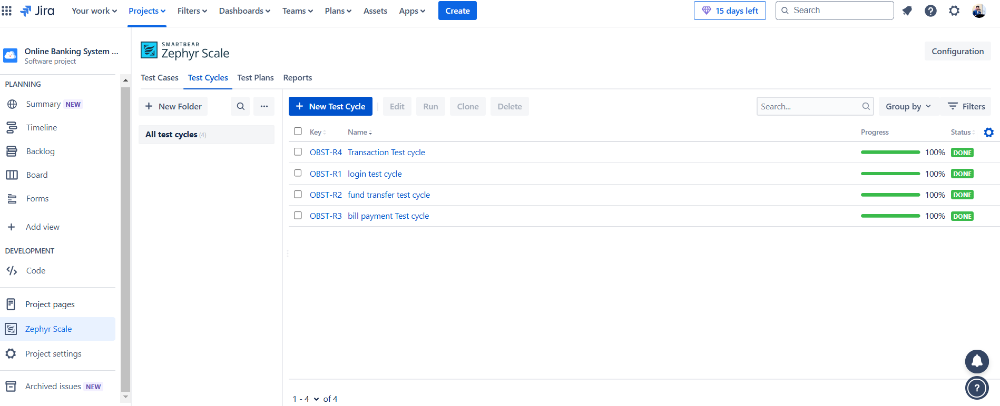 Jira Your work Projects Filters Dashboards Teams Plans Assets Apps Create 15 days left Search
Online Banking System ...
Software project
PLANNING
Summary NEW
Timeline
Backlog
Board
Forms
Add view
DEVELOPMENT
Code
Project pages
Zephyr Scale
Project settings
Archived issues NEW
SMARTBEAR
Zephyr Scale
Configuration
Test Cases Test Cycles Test Plans Reports
+ New Folder ...
All test cycles (4)
+ New Test Cycle Edit Run Clone Delete Search... Group by Filters
Key Name Progress Status
OBST-R4 Transaction Test cycle 100% DONE
OBST-R1 login test cycle 100% DONE
OBST-R2 fund transfer test cycle 100% DONE
OBST-R3 bill payment Test cycle 100% DONE
1 - 4 of 4